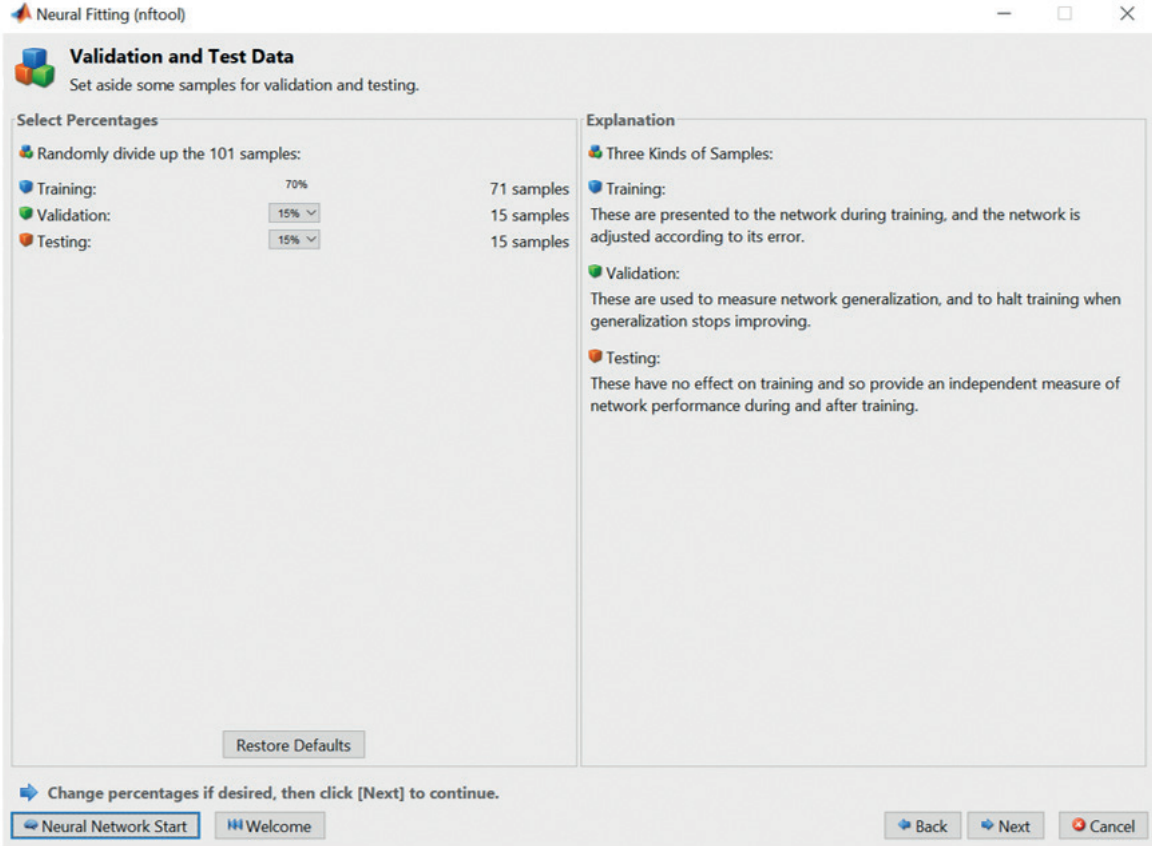 Neural Fitting (nftool)
Validation and Test Data
Set aside some samples for validation and testing.
Select Percentages
Randomly divide up the 101 samples:
Training: 70% 71 samples
Validation: 15% 15 samples
Testing: 15% 15 samples
Restore Defaults
Explanation
Three Kinds of Samples:
Training:
These are presented to the network during training, and the network is
adjusted according to its error.
Validation:
These are used to measure network generalization, and to halt training when
generalization stops improving.
Testing:
These have no effect on training and so provide an independent measure of
network performance during and after training.
Change percentages if desired, then click [Next] to continue.
Neural Network Start Welcome Back Next Cancel